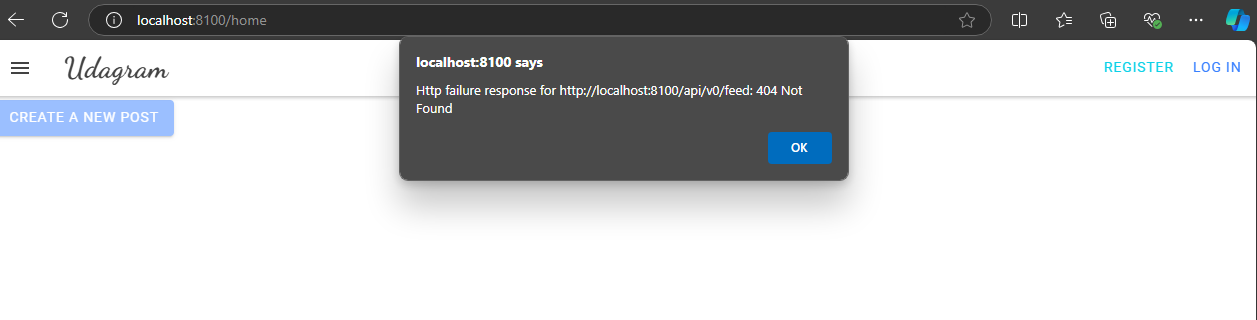 localhost:8100/home
localhost:8100 says
Http failure response for http://localhost:8100/api/v0/feed: 404 Not
Found
OK
Udagram
REGISTER LOG IN
CREATE A NEW POST